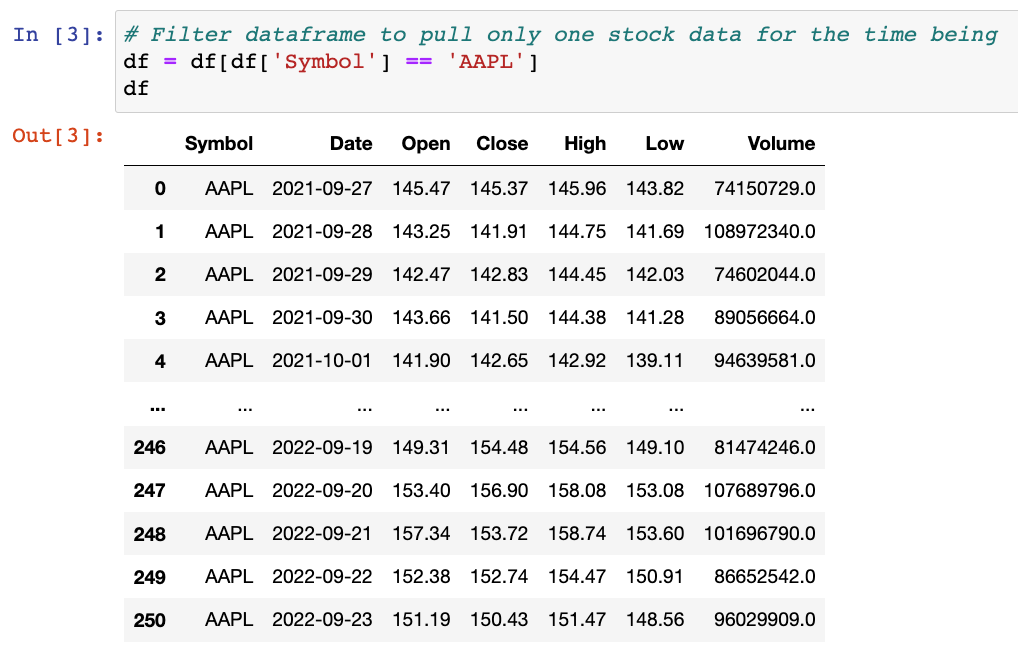 In [3]: # Filter dataframe to pull only one stock data for the time being
df = df[df['Symbol'] == 'AAPL']
df
Out[3]:
Symbol Date Open Close High Low Volume
0 AAPL 2021-09-27 145.47 145.37 145.96 143.82 74150729.0
1 AAPL 2021-09-28 143.25 141.91 144.75 141.69 108972340.0
2 AAPL 2021-09-29 142.47 142.83 144.45 142.03 74602044.0
3 AAPL 2021-09-30 143.66 141.50 144.38 141.28 89056664.0
4 AAPL 2021-10-01 141.90 142.65 142.92 139.11 94639581.0
... ... ... ... ... ... ... ...
246 AAPL 2022-09-19 149.31 154.48 154.56 149.10 81474246.0
247 AAPL 2022-09-20 153.40 156.90 158.08 153.08 107689796.0
248 AAPL 2022-09-21 157.34 153.72 158.74 153.60 101696790.0
249 AAPL 2022-09-22 152.38 152.74 154.47 150.91 86652542.0
250 AAPL 2022-09-23 151.19 150.43 151.47 148.56 96029909.0